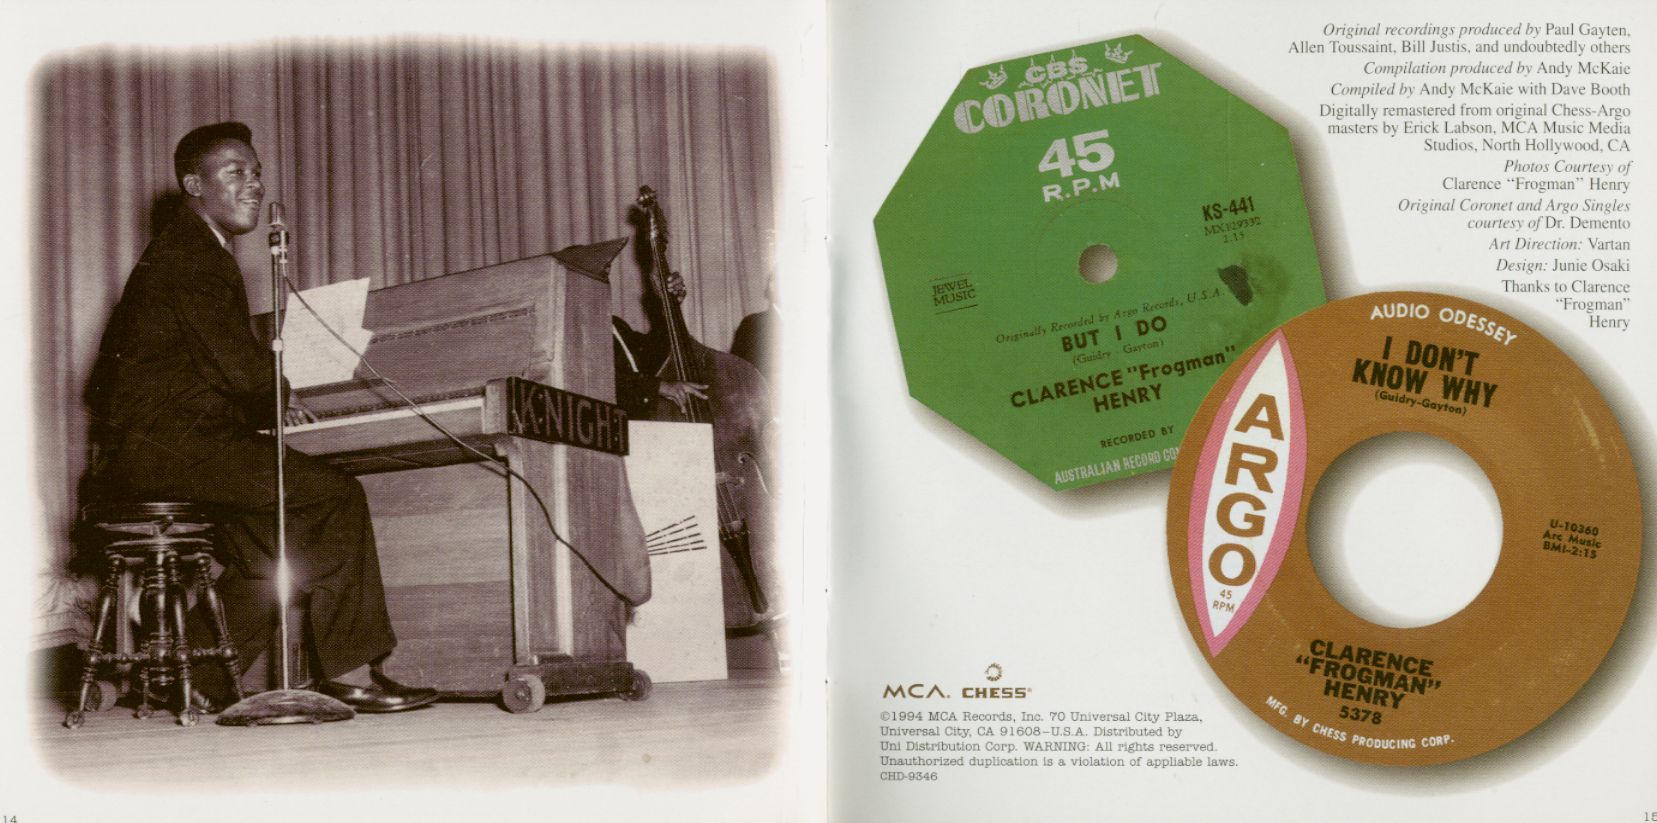 K·NIGHT
14
Original recordings produced by Paul Gayten,
Allen Toussaint, Bill Justis, and undoubtedly others
Compilation produced by Andy McKaie
Compiled by Andy McKaie with Dave Booth
Digitally remastered from original Chess-Argo
masters by Erick Labson, MCA Music Media
Studios, North Hollywood, CA
Photos Courtesy of
Clarence "Frogman" Henry
Original Coronet and Argo Singles
courtesy of Dr. Demento
Art Direction: Vartan
Design: Junie Osaki
Thanks to Clarence
"Frogman"
Henry
CBS
CORONET
45
R.P.M
KS-441
MX129332
2.15
JEWEL
MUSIC
Originally Recorded by Argo Records, U.S.A.
BUT I DO
(Guidry - Gayton)
CLARENCE "Frogman"
HENRY
RECORDED BY
AUSTRALIAN RECORD CO
AUDIO ODESSEY
I DON'T
KNOW WHY
(Guidry-Gayton)
ARGO
45
RPM
U-10360
Arc Music
BMI-2:15
CLARENCE
"FROGMAN"
HENRY
5378
MFG. BY CHESS PRODUCING CORP.
MCA. CHESS®
©1994 MCA Records, Inc. 70 Universal City Plaza,
Universal City, CA 91608–U.S.A. Distributed by
Uni Distribution Corp. WARNING: All rights reserved.
Unauthorized duplication is a violation of appliable laws.
CHD-9346
15